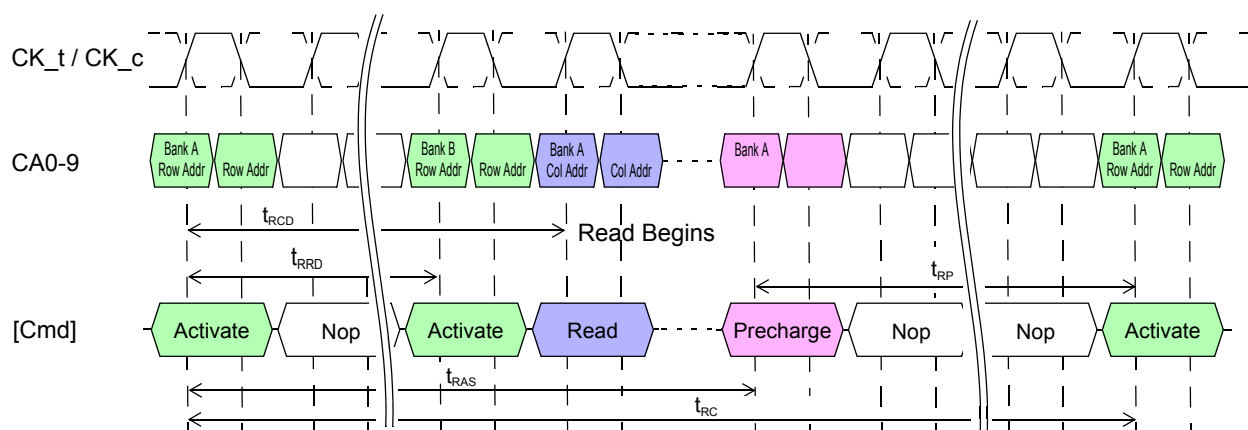 CK_t / CK_c
CA0-9
Bank A
Row Addr
Row Addr
Bank B
Row Addr
Row Addr
Bank A
Col Addr
Col Addr
Bank A
Bank A
Row Addr
Row Addr
tRCD
Read Begins
tRRD
tRP
[Cmd]
Activate
Nop
Activate
Read
Precharge
Nop
Nop
Activate
tRAS
tRC